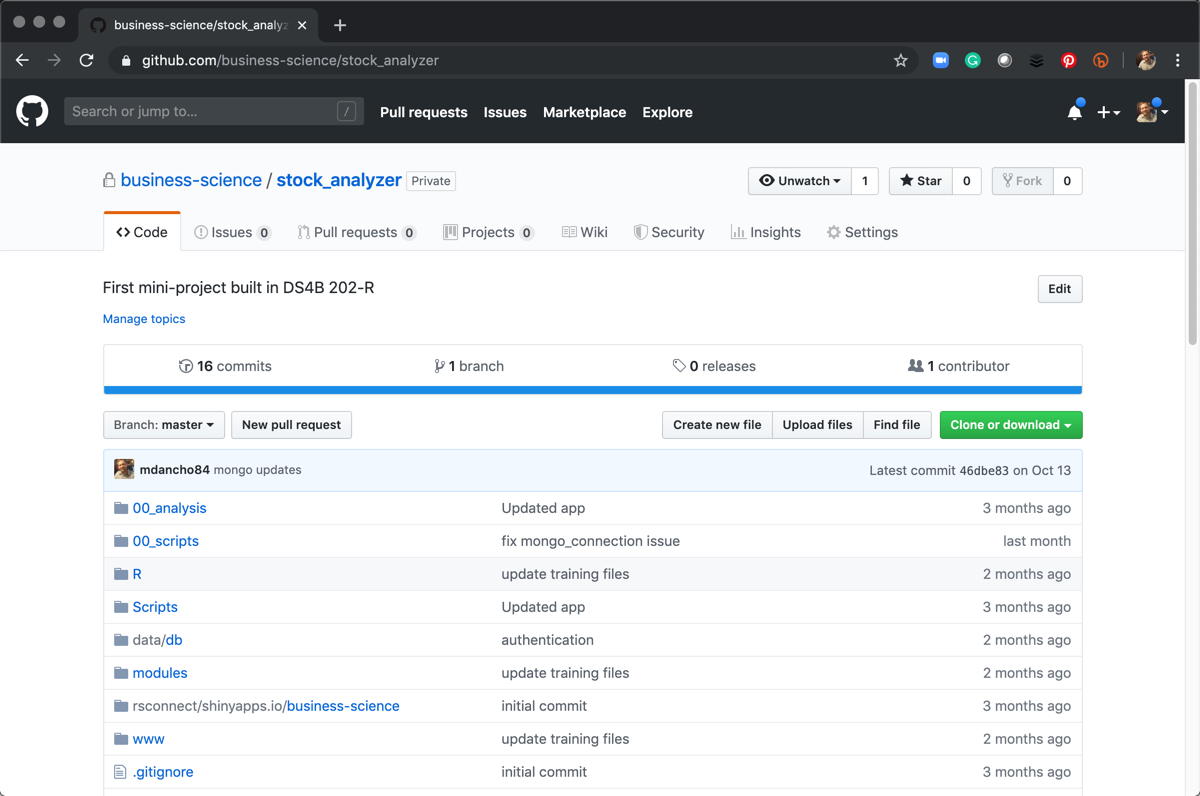 business-science/stock_analyz
github.com/business-science/stock_analyzer
Search or jump to... / Pull requests Issues Marketplace Explore
business-science / stock_analyzer Private Unwatch 1 Star 0 Fork 0
Code Issues 0 Pull requests 0 Projects 0 Wiki Security Insights Settings
First mini-project built in DS4B 202-R Edit
Manage topics
16 commits 1 branch 0 releases 1 contributor
Branch: master New pull request Create new file Upload files Find file Clone or download
mdancho84 mongo updates Latest commit 46dbe83 on Oct 13
00_analysis Updated app 3 months ago
00_scripts fix mongo_connection issue last month
R update training files 2 months ago
Scripts Updated app 3 months ago
data/db authentication 2 months ago
modules update training files 2 months ago
rsconnect/shinyapps.io/business-science initial commit 3 months ago
www update training files 2 months ago
.gitignore initial commit 3 months ago